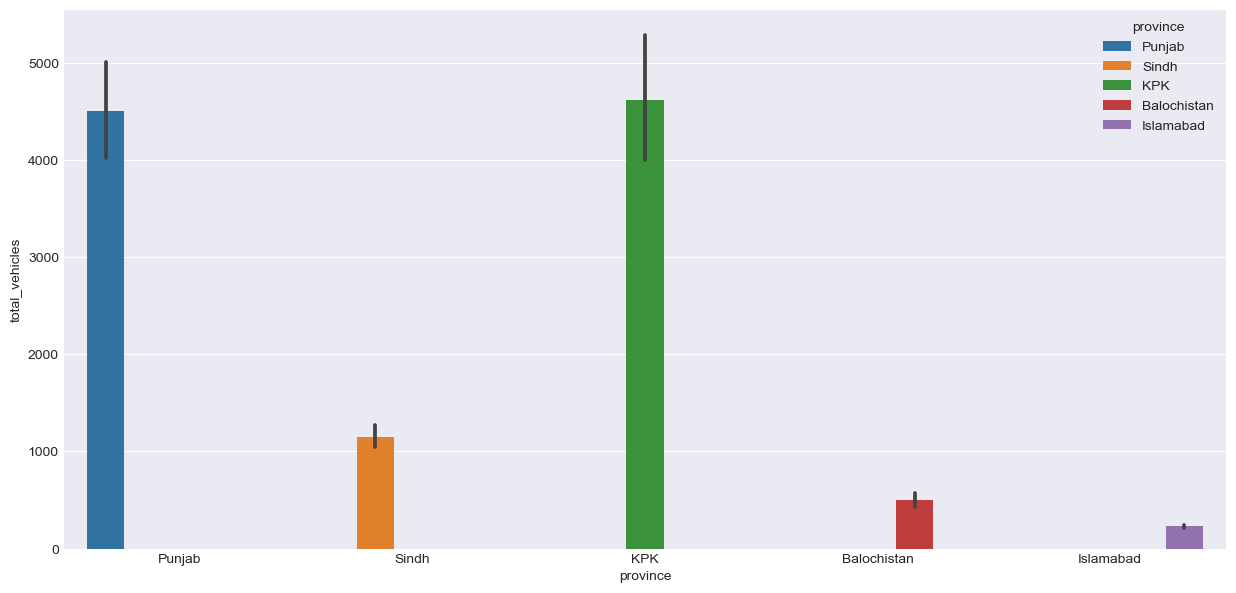 province
Punjab
Sindh
KPK
Balochistan
Islamabad
5000
4000
3000
2000
1000
0
total_vehicles
Punjab Sindh KPK Balochistan Islamabad
province